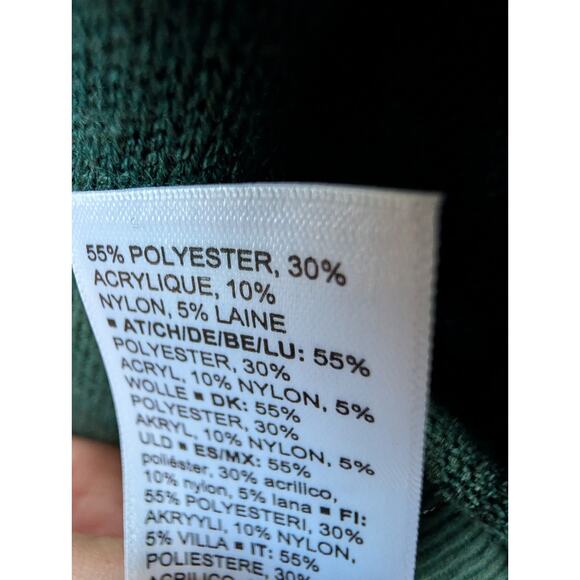 55% POLYESTER, 30%
ACRYLIQUE, 10%
NYLON, 5% LAINE
▪ AT/CH/DE/BE/LU: 55%
POLYESTER, 30%
ACRYL, 10% NYLON, 5%
WOLLE ▪ DK: 55%
POLYESTER, 30%
AKRYL, 10% NYLON, 5%
ULD ▪ ES/MX: 55%
poliéster, 30% acrilico,
10% nylon, 5% lana ▪ FI:
55% POLYESTERI, 30%
AKRYYLI, 10% NYLON,
5% VILLA ▪ IT: 55%
POLIESTERE, 30%